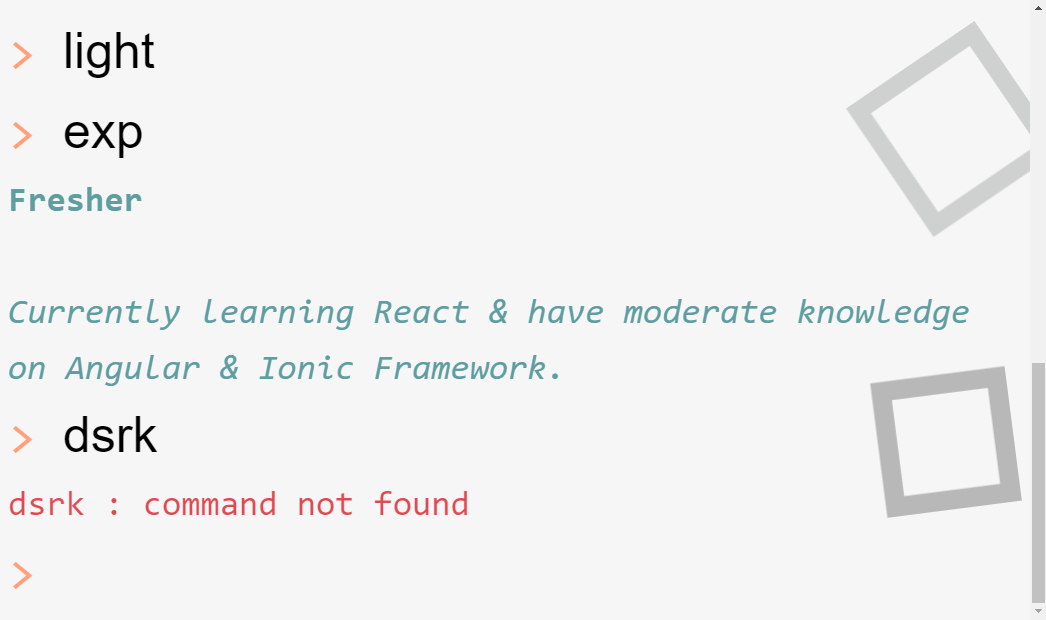 > light
> exp
Fresher
Currently learning React & have moderate knowledge
on Angular & Ionic Framework.
> dsrk
dsrk : command not found
>